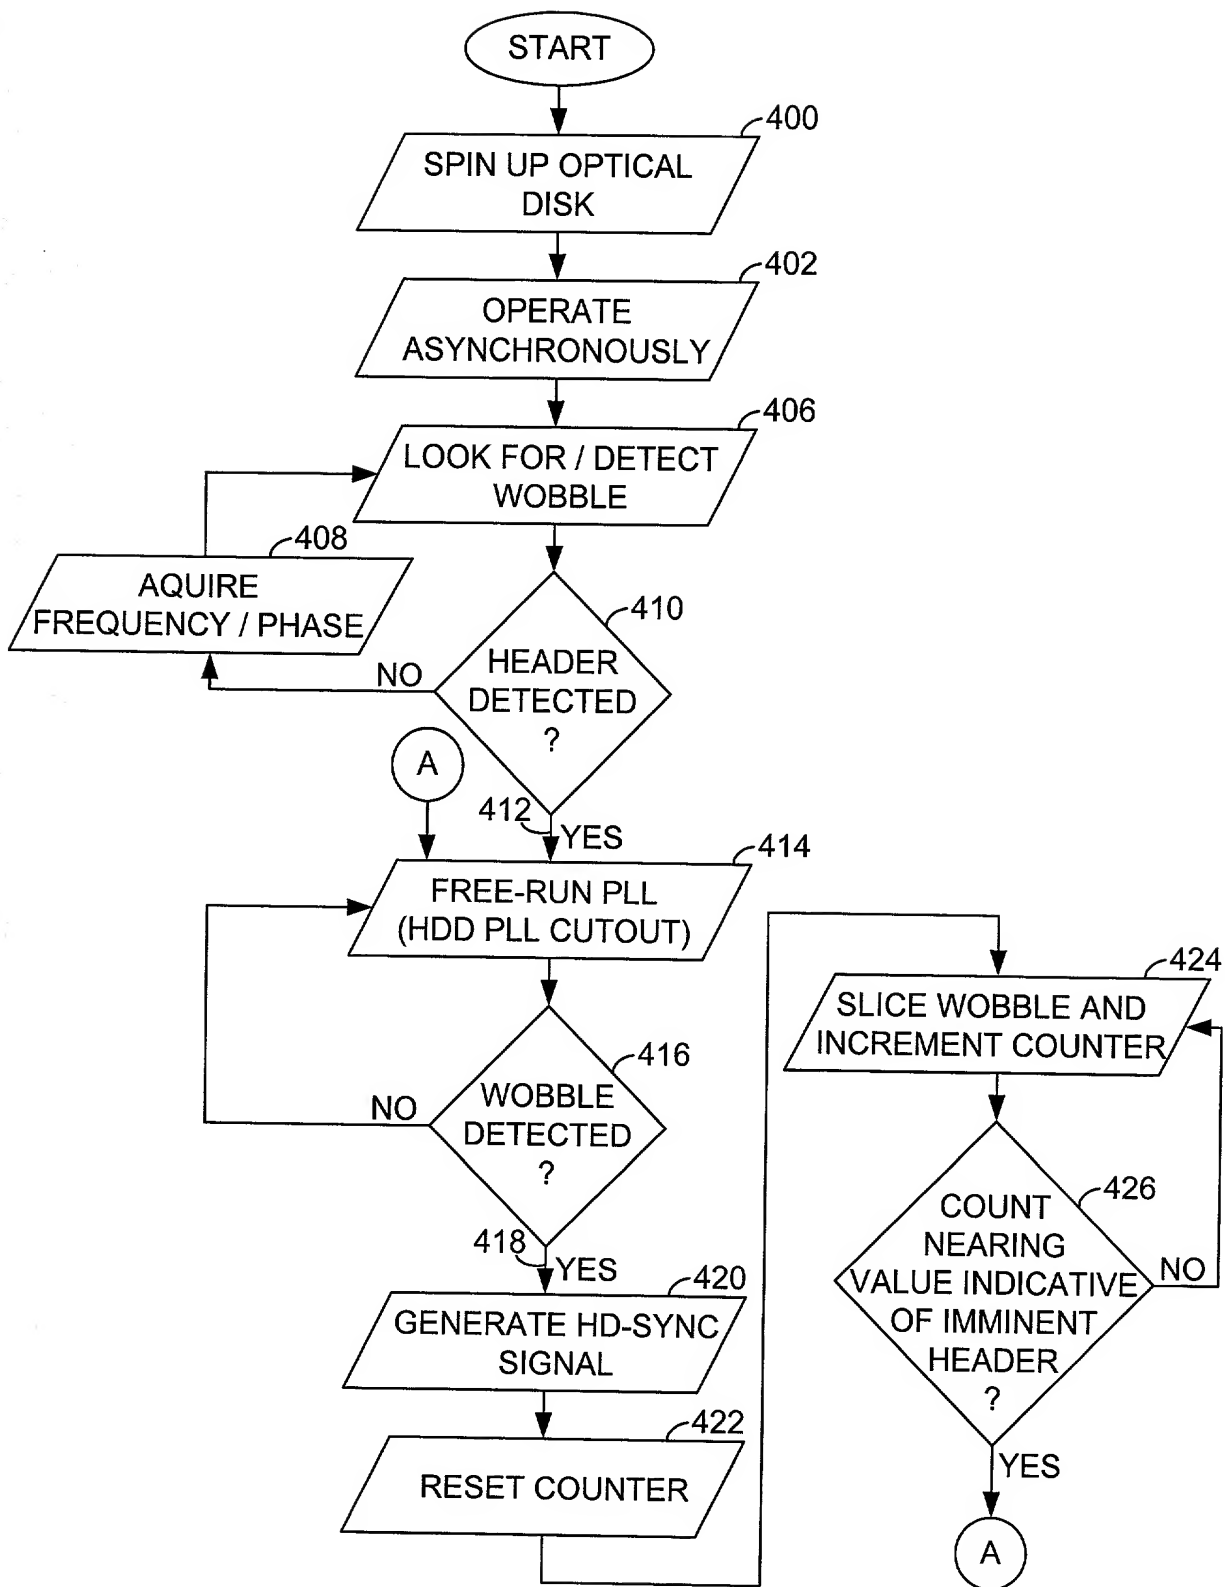 START
400
SPIN UP OPTICAL
DISK
402
OPERATE
ASYNCHRONOUSLY
406
LOOK FOR / DETECT
WOBBLE
408
AQUIRE
FREQUENCY / PHASE
410
HEADER
DETECTED
?
NO
A
412
YES
414
FREE-RUN PLL
(HDD PLL CUTOUT)
416
WOBBLE
DETECTED
?
NO
418
YES
420
GENERATE HD-SYNC
SIGNAL
422
RESET COUNTER
424
SLICE WOBBLE AND
INCREMENT COUNTER
426
COUNT
NEARING
VALUE INDICATIVE
OF IMMINENT
HEADER
?
NO
YES
A